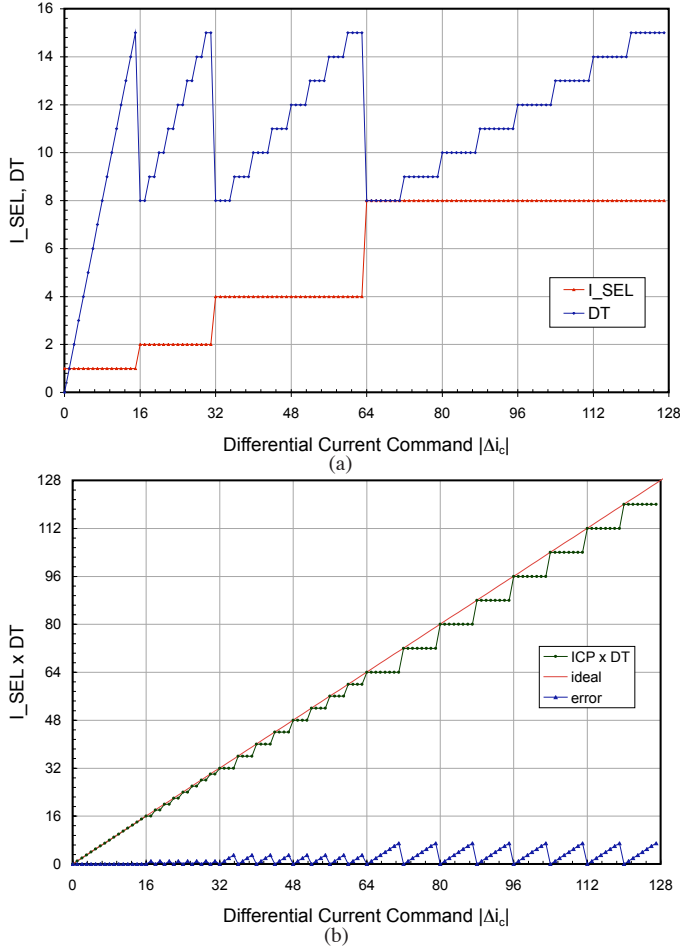 16
14
12
10
8
6
4
2
0
I_SEL, DT
I_SEL
DT
0 16 32 48 64 80 96 112 128
Differential Current Command |Δi_c|
(a)
128
112
96
80
64
48
32
16
0
I_SEL x DT
ICP x DT
ideal
error
0 16 32 48 64 80 96 112 128
Differential Current Command |Δi_c|
(b)